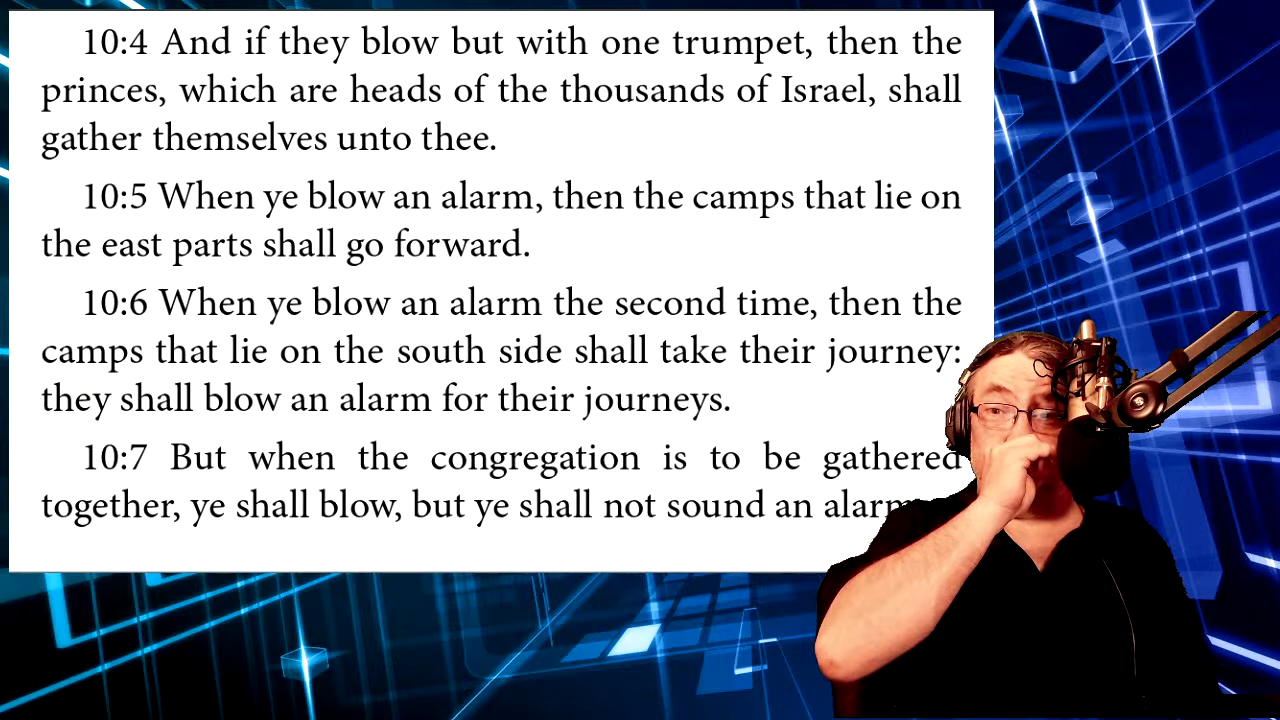 10:4 And if they blow but with one trumpet, then the
princes, which are heads of the thousands of Israel, shall
gather themselves unto thee.
10:5 When ye blow an alarm, then the camps that lie on
the east parts shall go forward.
10:6 When ye blow an alarm the second time, then the
camps that lie on the south side shall take their journey:
they shall blow an alarm for their journeys.
10:7 But when the congregation is to be gathered
together, ye shall blow, but ye shall not sound an alarm